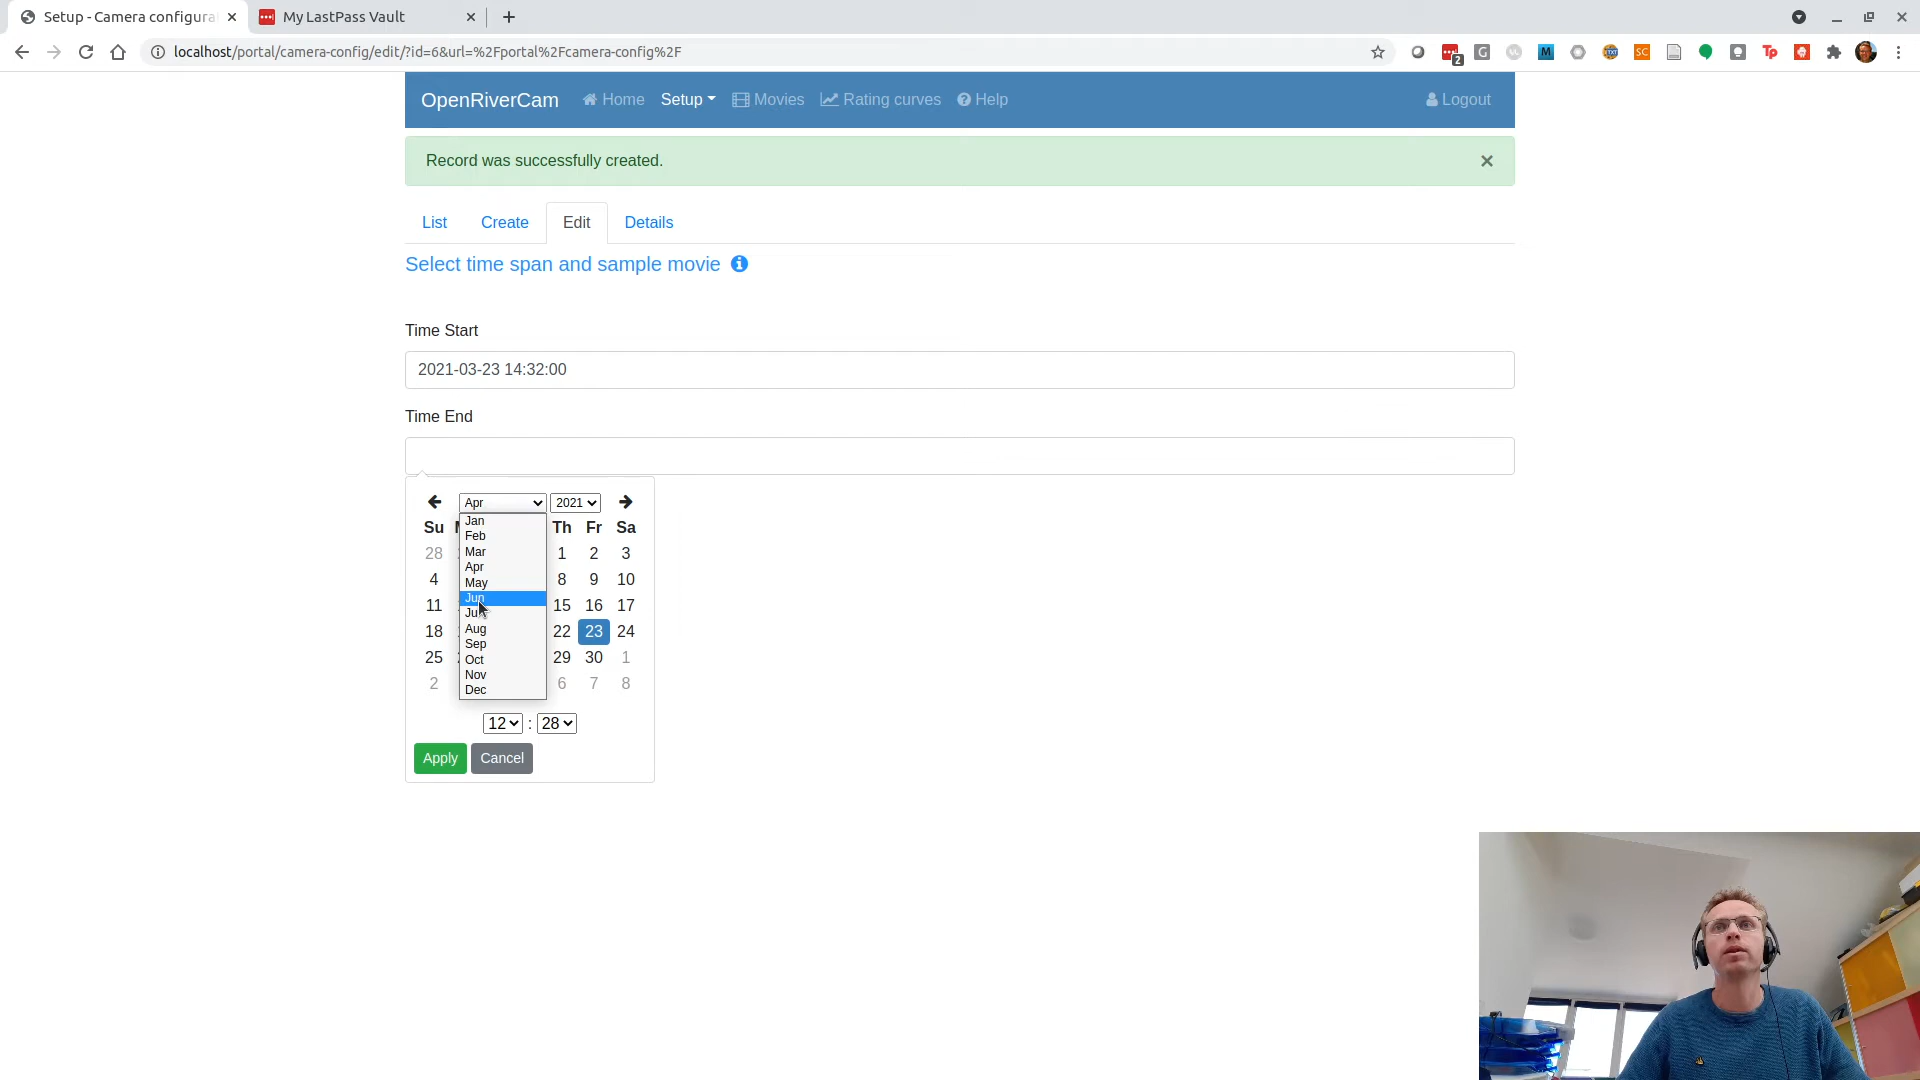 Setup - Camera configura
My LastPass Vault
localhost/portal/camera-config/edit/?id=6&url=%2Fportal%2Fcamera-config%2F
2
OpenRiverCam
Home
Setup
Movies
Rating curves
Help
Logout
Record was successfully created.
×
List
Create
Edit
Details
Select time span and sample movie
Time Start
2021-03-23 14:32:00
Time End
Apr 2021
Su Th Fr Sa
28 1 2 3
4 8 9 10
11 15 16 17
18 22 23 24
25 29 30 1
2 6 7 8
Jan
Feb
Mar
Apr
May
Jun
Jul
Aug
Sep
Oct
Nov
Dec
12 : 28
Apply Cancel